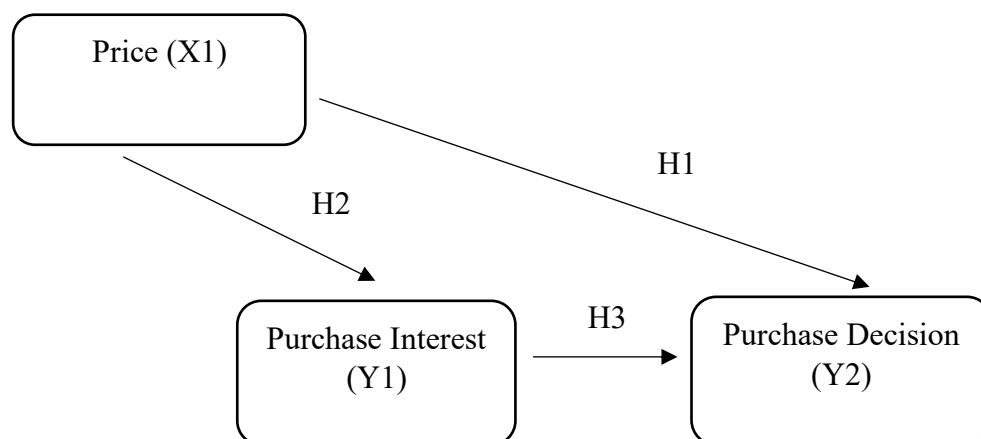 Price (X1)
H1
H2
H3
Purchase Interest
(Y1)
Purchase Decision
(Y2)